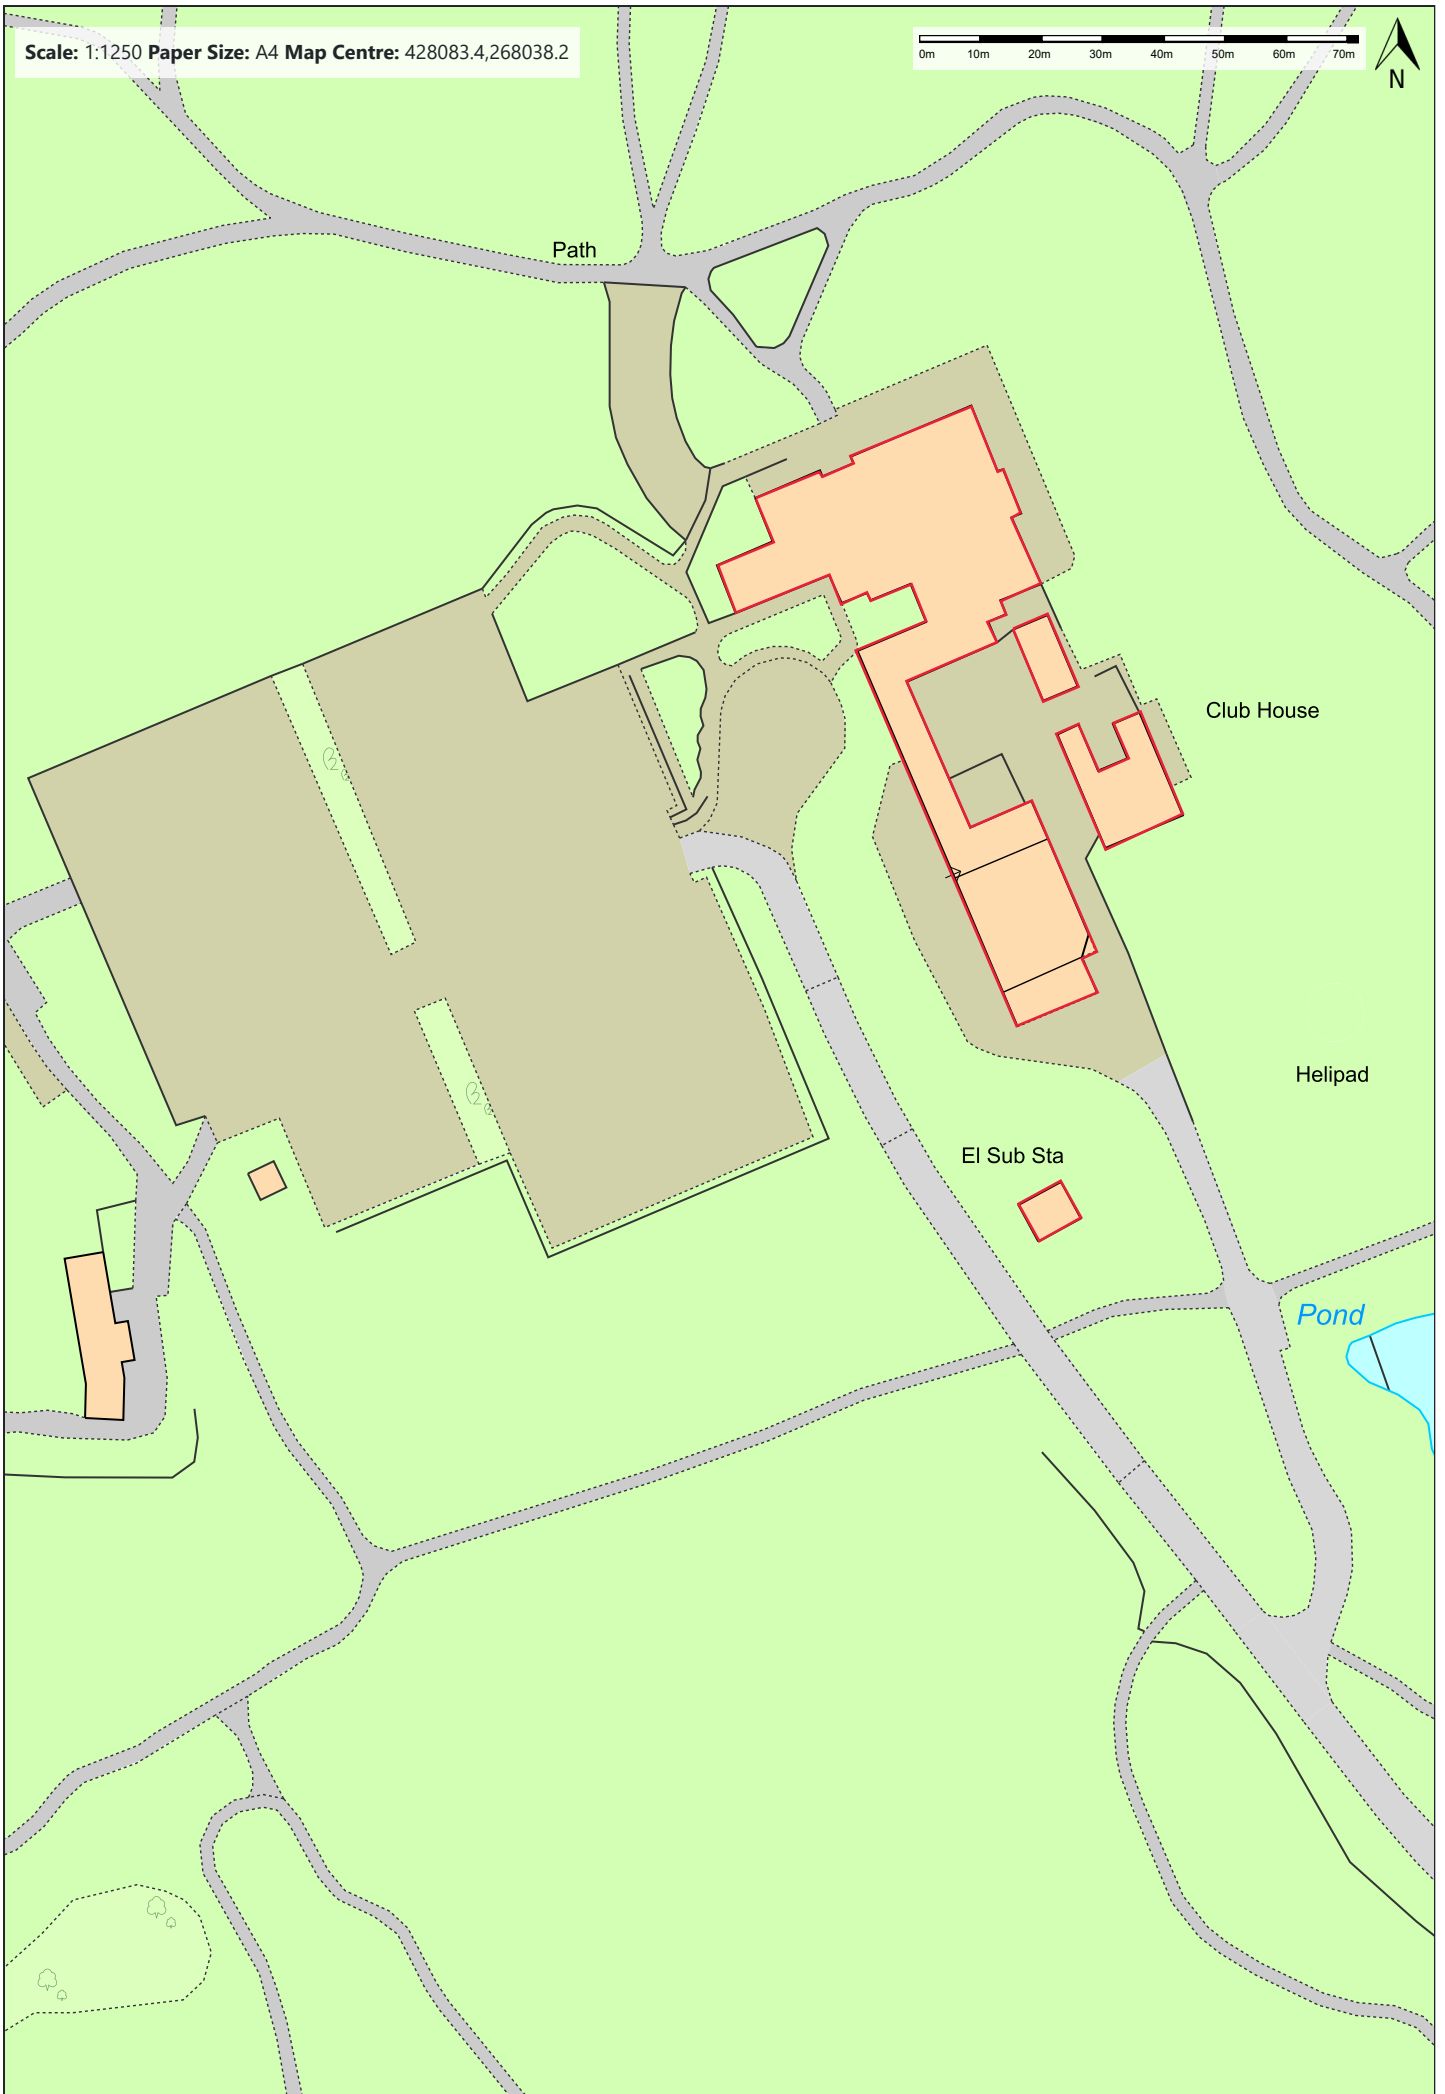 Scale: 1:1250 Paper Size: A4 Map Centre: 428083.4,268038.2
0m 10m 20m 30m 40m 50m 60m 70m
N
Path
Club House
Helipad
El Sub Sta
Pond